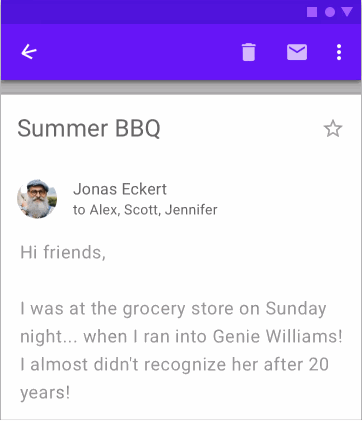 Summer BBQ
Jonas Eckert
to Alex, Scott, Jennifer
Hi friends,
I was at the grocery store on Sunday
night... when I ran into Genie Williams!
I almost didn't recognize her after 20
years!